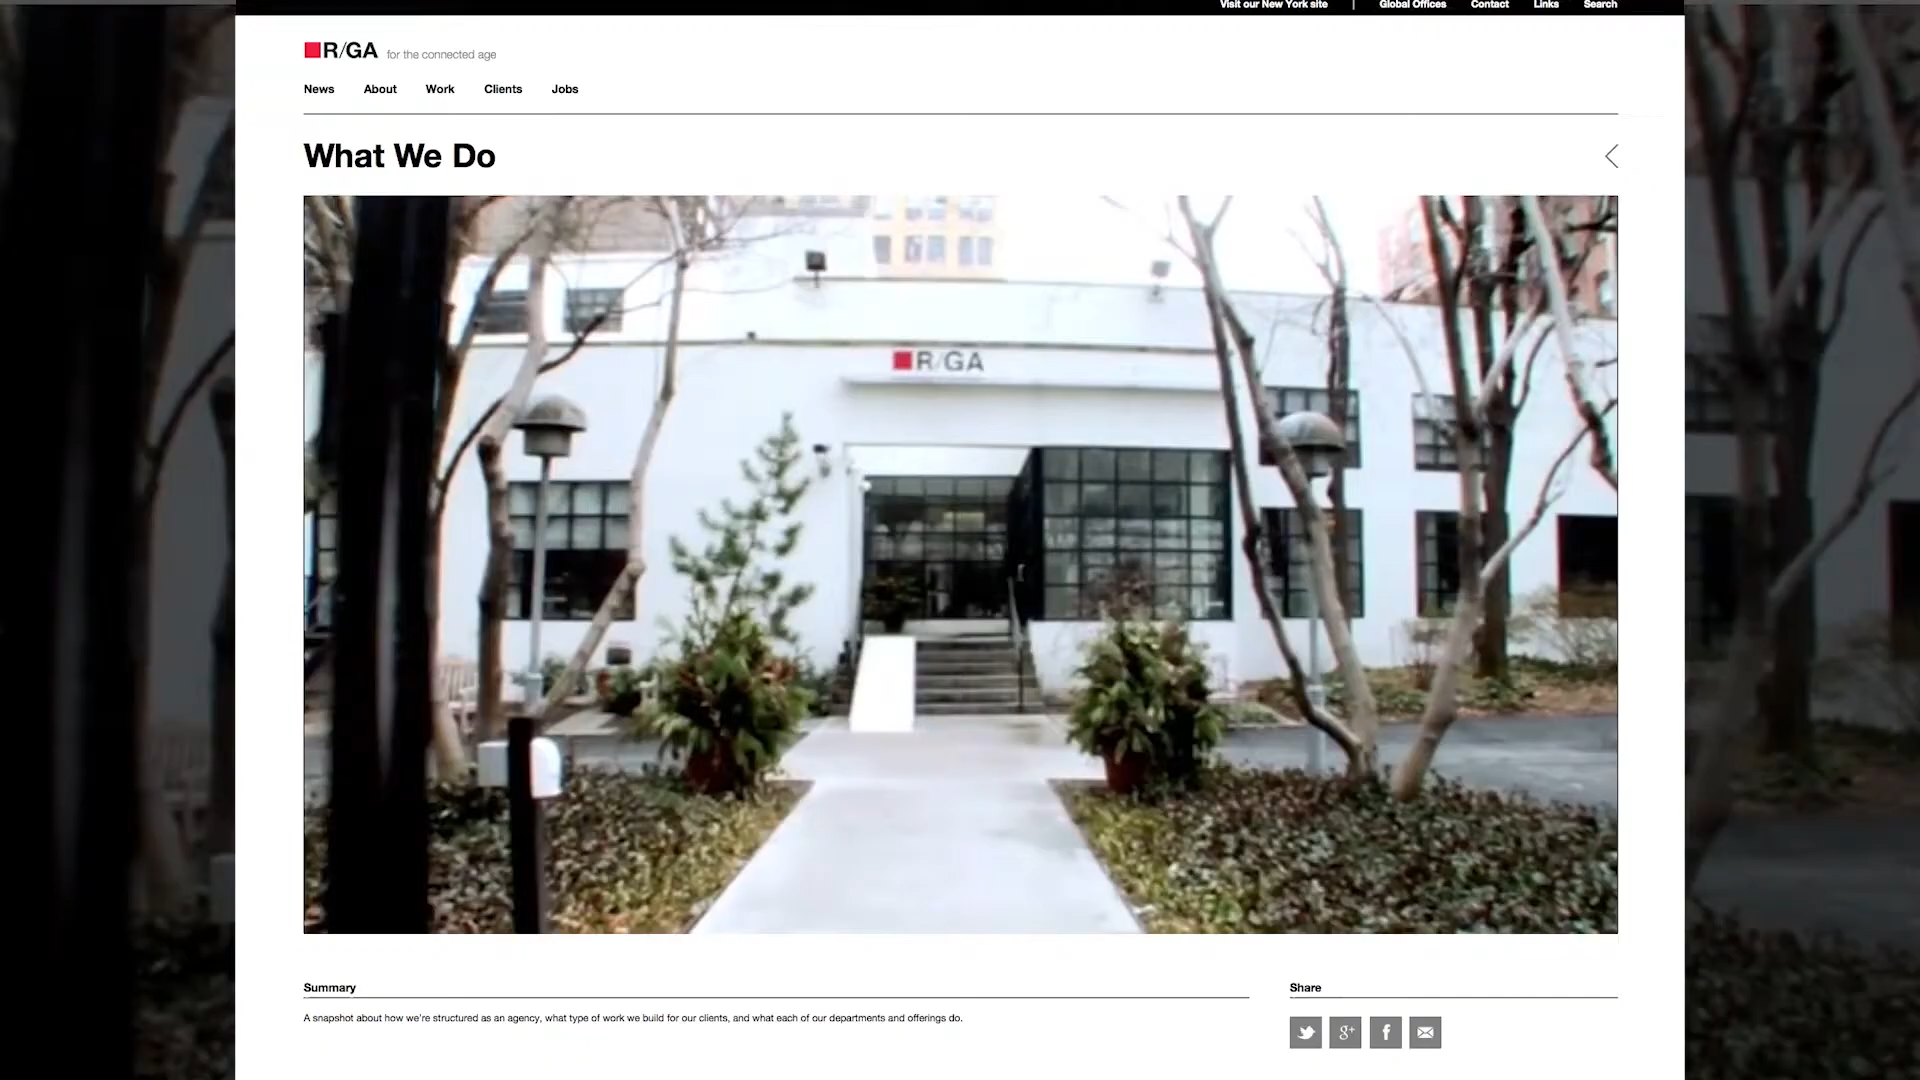 Visit our New York site | Global Offices Contact Links Search
R/GA for the connected age
News About Work Clients Jobs
What We Do
R/GA
Summary
Share
A snapshot about how we're structured as an agency, what type of work we build for our clients, and what each of our departments and offerings do.
g+ f